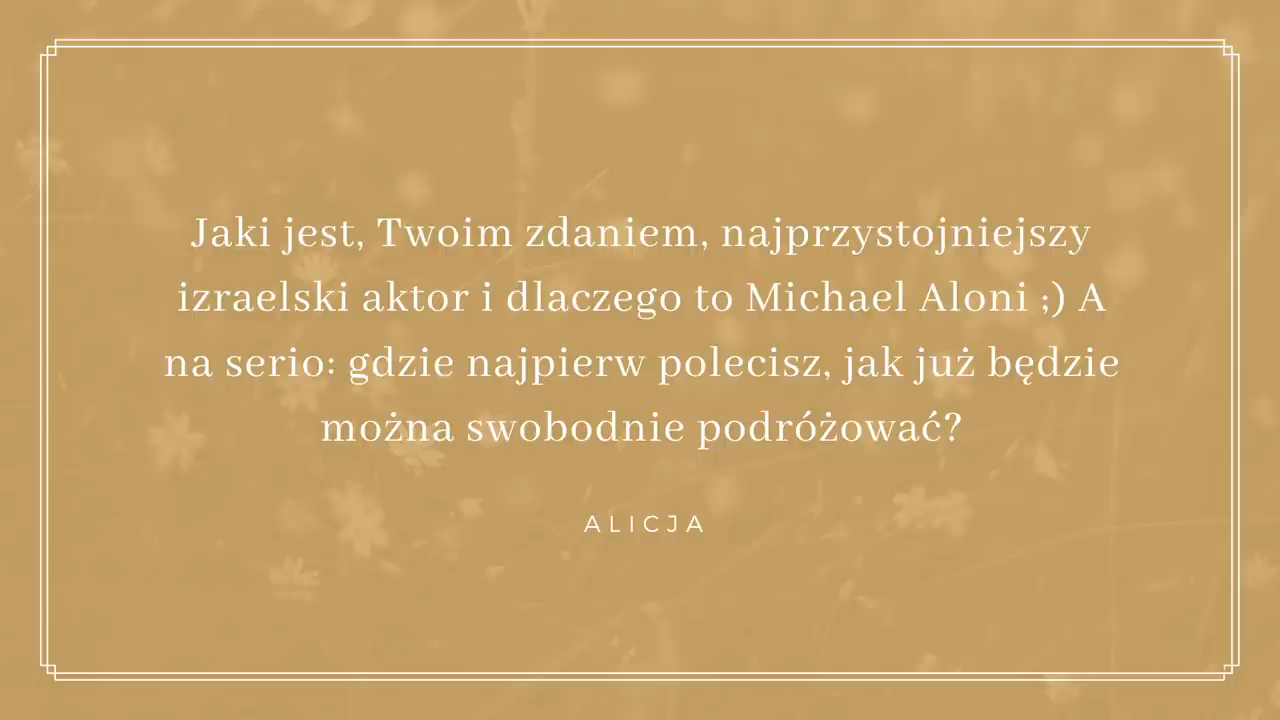 Jaki jest, Twoim zdaniem, najprzystojniejszy
izraelski aktor i dlaczego to Michael Aloni ;) A
na serio: gdzie najpierw polecisz, jak już będzie
można swobodnie podróżować?
ALICJA